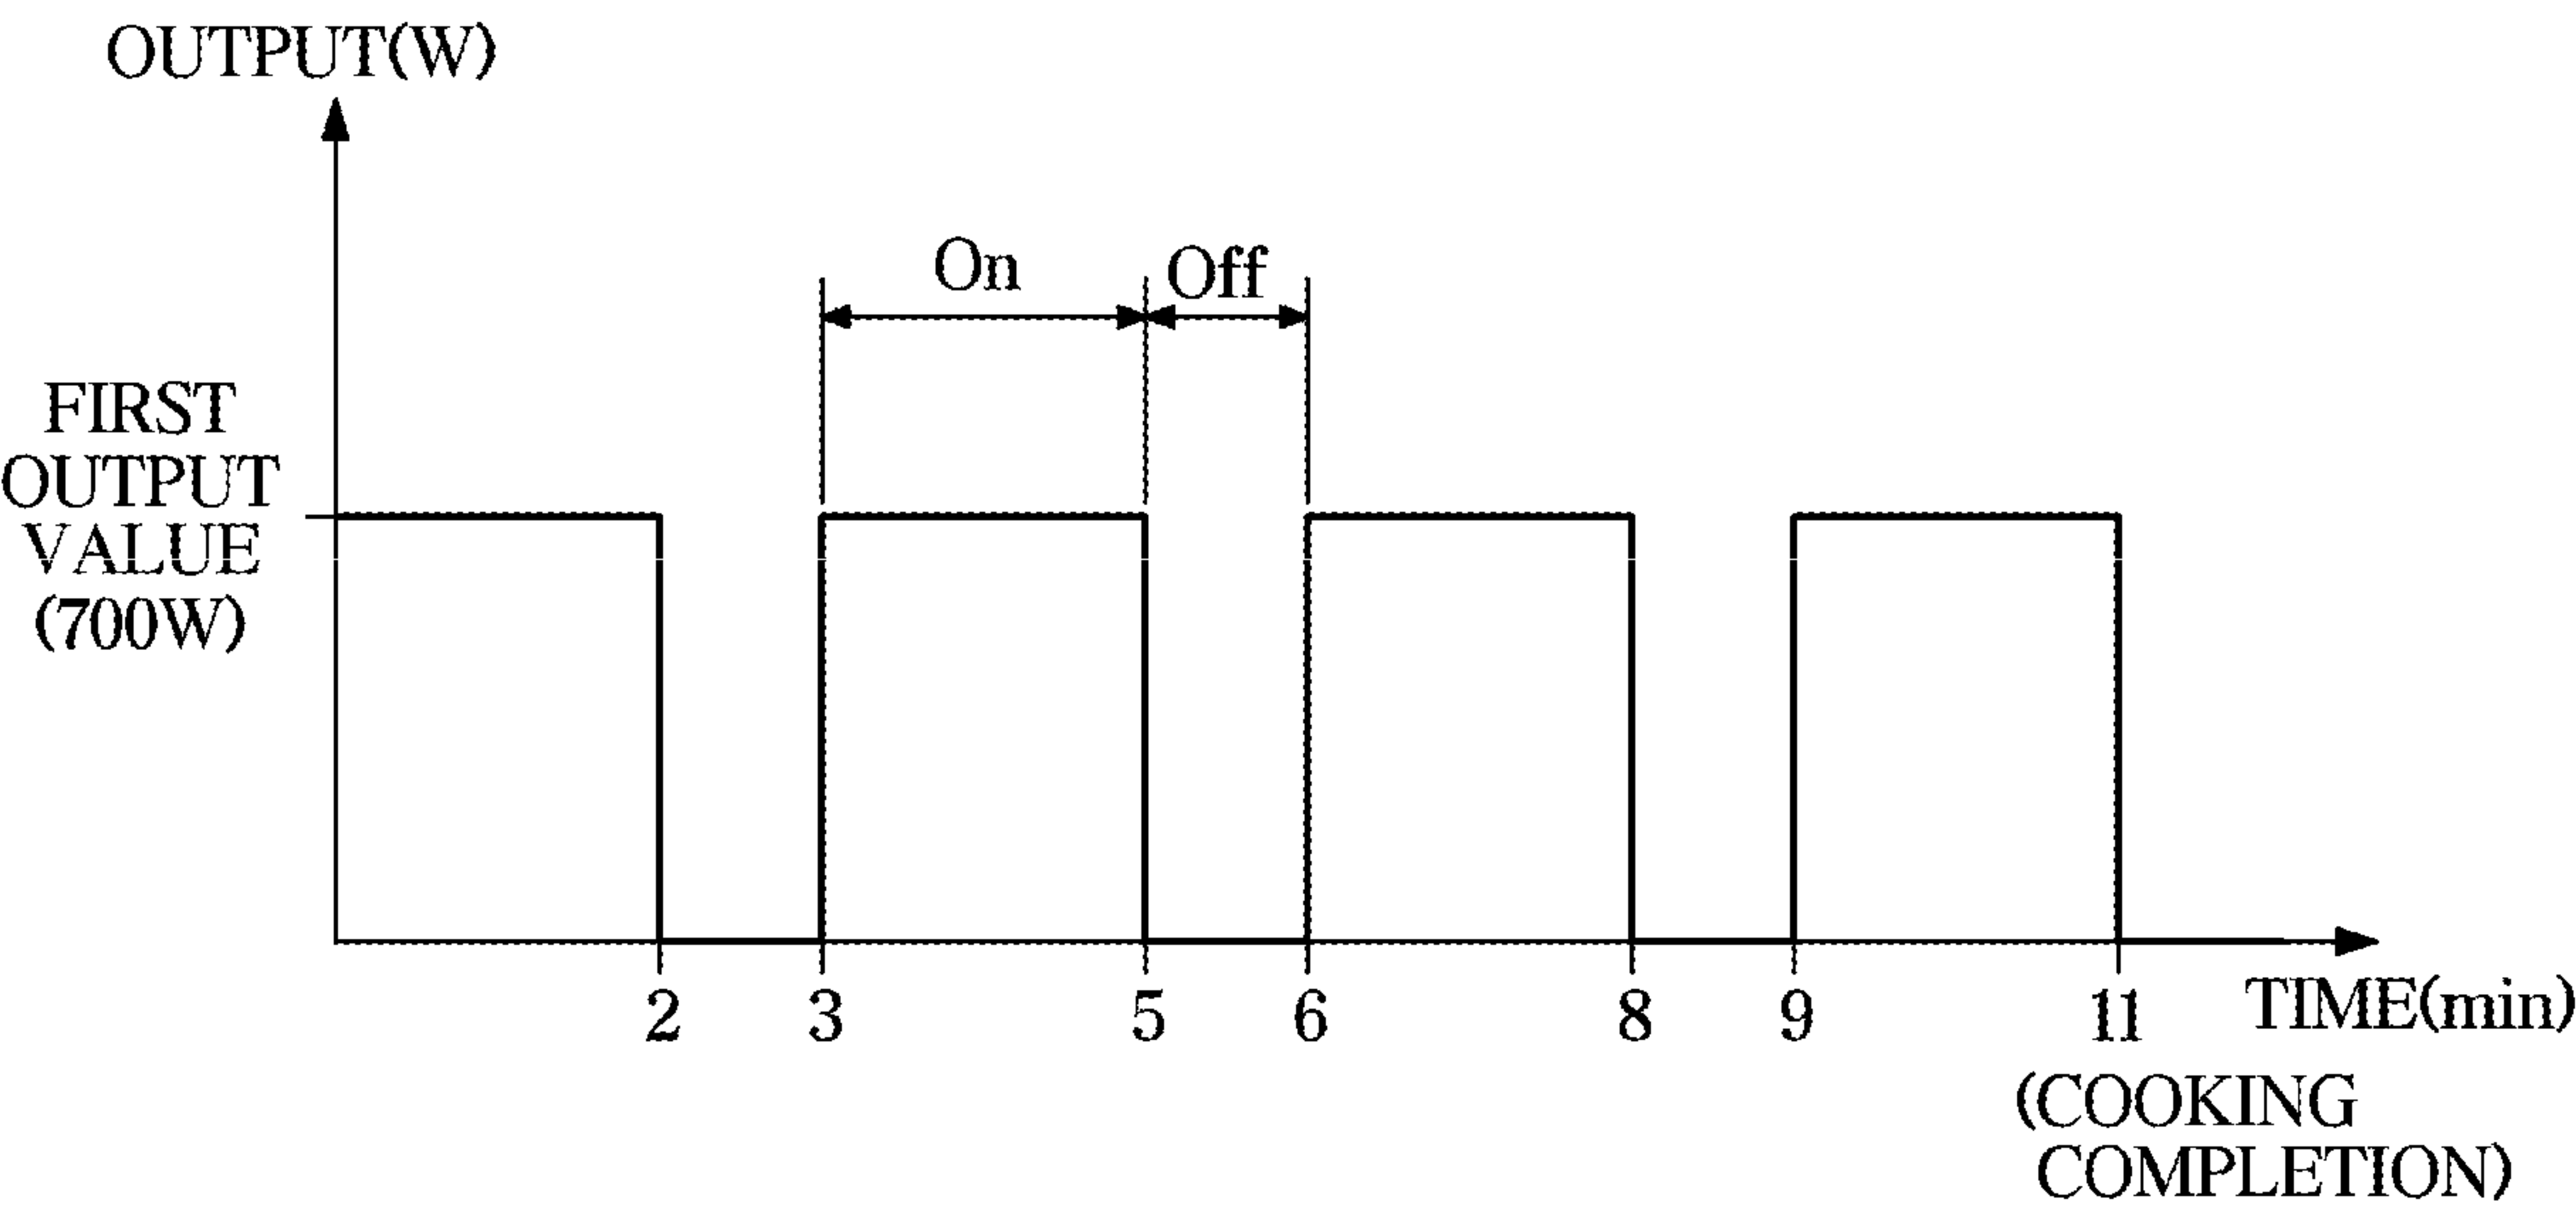 OUTPUT(W)
On
Off
FIRST
OUTPUT
VALUE
(700W)
2
3
5
6
8
9
11
TIME(min)
(COOKING
COMPLETION)